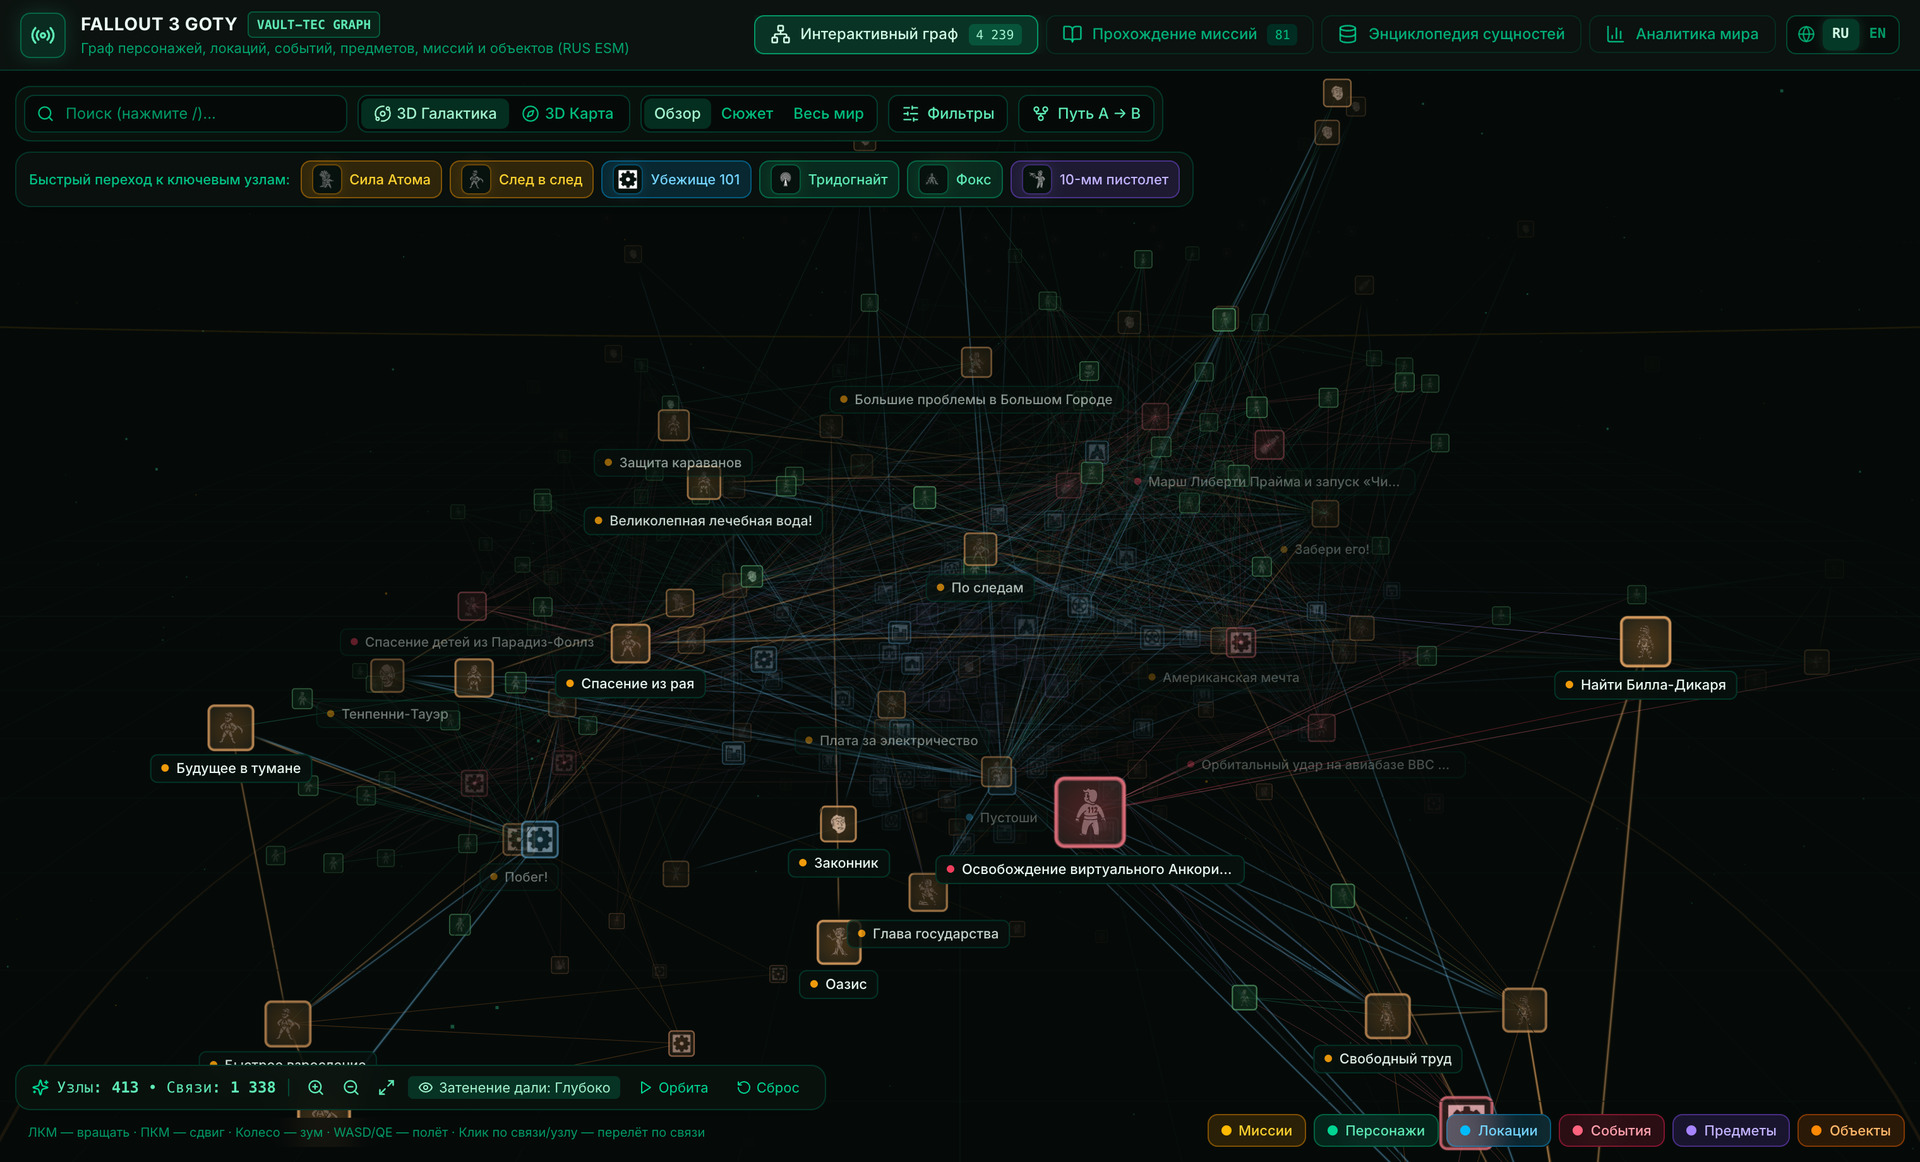 FALLOUT 3 GOTY
VAULT-TEC GRAPH
Граф персонажей, локаций, событий, предметов, миссий и объектов (RUS ESM)
Интерактивный граф 4 239
Прохождение миссий 81
Энциклопедия сущностей
Аналитика мира
RU EN
Поиск (нажмите /)...
3D Галактика
3D Карта
Обзор
Сюжет
Весь мир
Фильтры
Путь A → B
Быстрый переход к ключевым узлам:
Сила Атома
След в след
Убежище 101
Тридогнайт
Фокс
10-мм пистолет
Большие проблемы в Большом Городе
Защита караванов
Марш Либерти Прайма и запуск «Чи...
Великолепная лечебная вода!
Забери его!
По следам
Спасение детей из Парадиз-Фоллз
Американская мечта
Спасение из рая
Найти Билла-Дикаря
Тенпенни-Тауэр
Плата за электричество
Орбитальный удар на авиабазе ВВС ...
Будущее в тумане
Пустоши
Законник
Освобождение виртуального Анкори...
Побег!
Глава государства
Оазис
Свободный труд
Быстрое взросление
Узлы: 413 • Связи: 1 338
Затенение дали: Глубоко
Орбита
Сброс
ЛКМ — вращать · ПКМ — сдвиг · Колесо — зум · WASD/QE — полёт · Клик по связи/узлу — перелёт по связи
Миссии
Персонажи
Локации
События
Предметы
Объекты